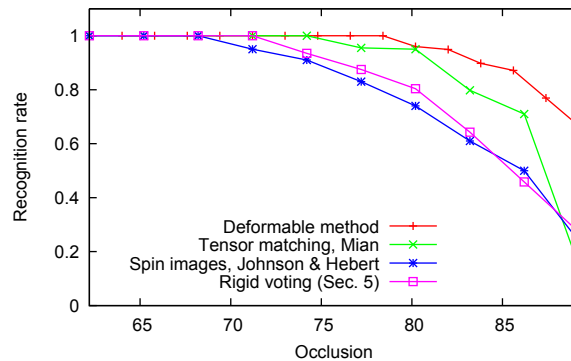 1
0.8
0.6
0.4
0.2
0
Recognition rate
Deformable method
Tensor matching, Mian
Spin images, Johnson & Hebert
Rigid voting (Sec. 5)
65 70 75 80 85
Occlusion